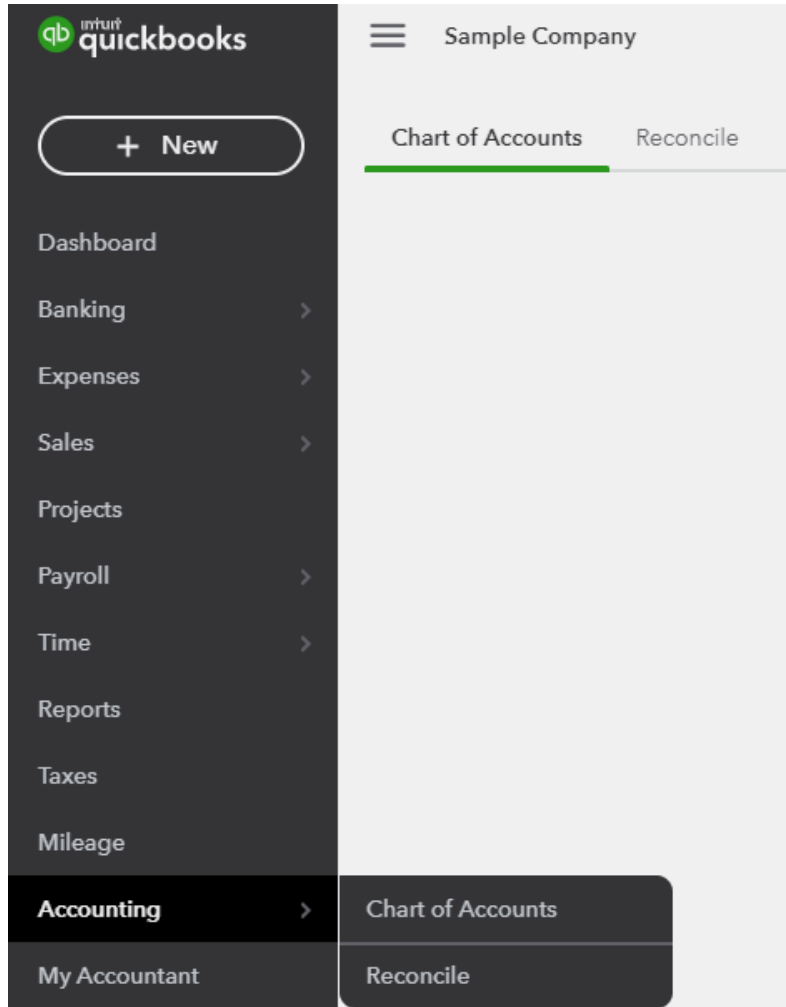 intuit
quickbooks
Sample Company
+ New
Chart of Accounts
Reconcile
Dashboard
Banking
Expenses
Sales
Projects
Payroll
Time
Reports
Taxes
Mileage
Accounting
Chart of Accounts
My Accountant
Reconcile